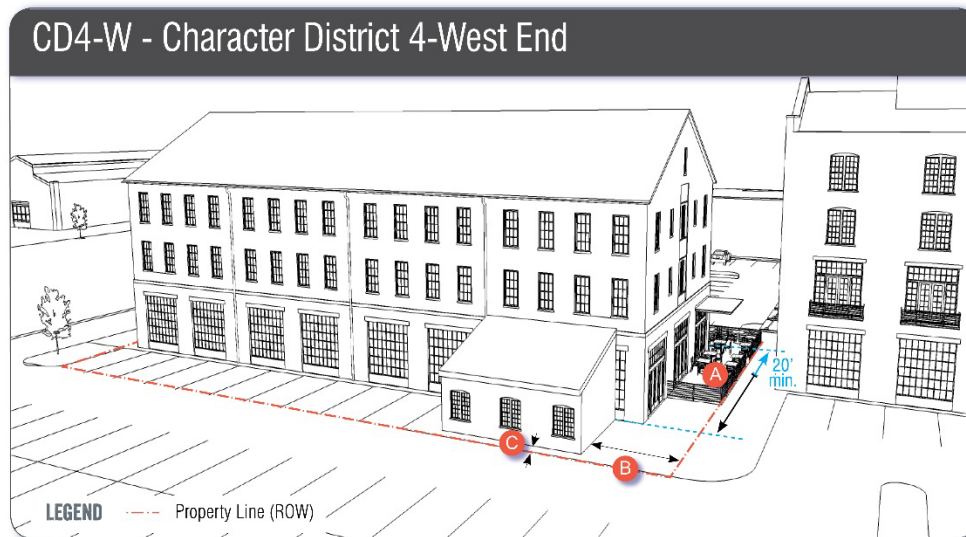 CD4-W - Character District 4-West End
A
20'
min.
C
B
LEGEND
Property Line (ROW)